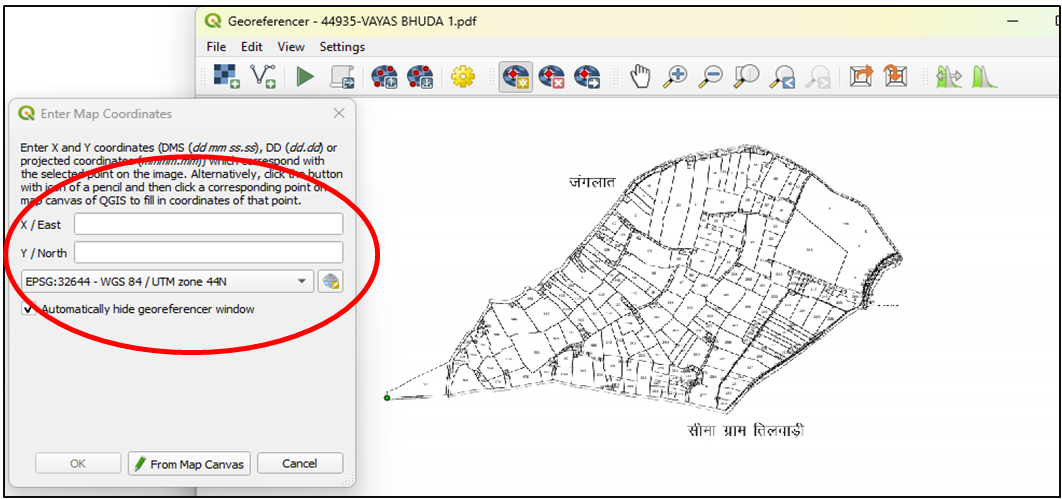 Georeferencer - 44935-VAYAS BHUDA 1.pdf
File Edit View Settings
Enter Map Coordinates
Enter X and Y coordinates (DMS (dd mm ss.ss), DD (dd.dd) or
projected coordinates (mmmm.mm)) which correspond with
the selected point on the image. Alternatively, click the button
with icon of a pencil and then click a corresponding point on
map canvas of QGIS to fill in coordinates of that point.
X / East
Y / North
EPSG:32644 - WGS 84 / UTM zone 44N
Automatically hide georeferencer window
OK From Map Canvas Cancel
जंगलात
सीमा ग्राम तिलवाड़ी